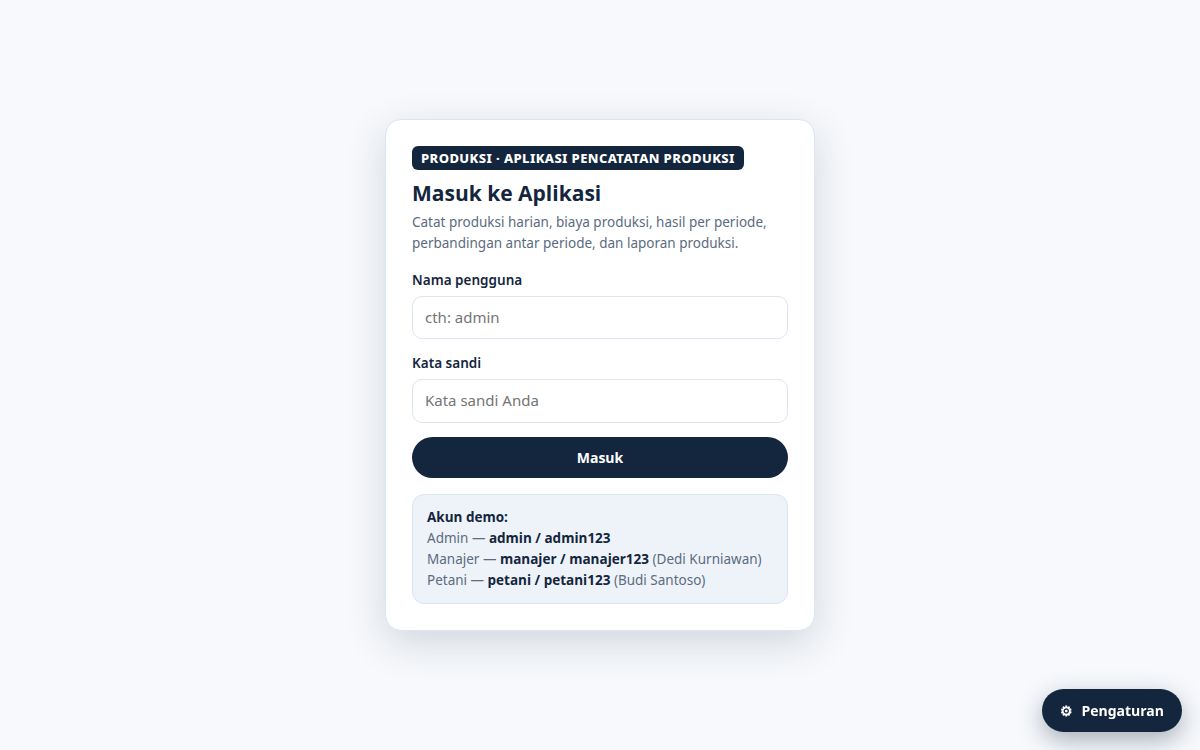 PRODUKSI · APLIKASI PENCATATAN PRODUKSI
Masuk ke Aplikasi
Catat produksi harian, biaya produksi, hasil per periode,
perbandingan antar periode, dan laporan produksi.
Nama pengguna
cth: admin
Kata sandi
Kata sandi Anda
Masuk
Akun demo:
Admin — admin / admin123
Manajer — manajer / manajer123 (Dedi Kurniawan)
Petani — petani / petani123 (Budi Santoso)
⚙ Pengaturan